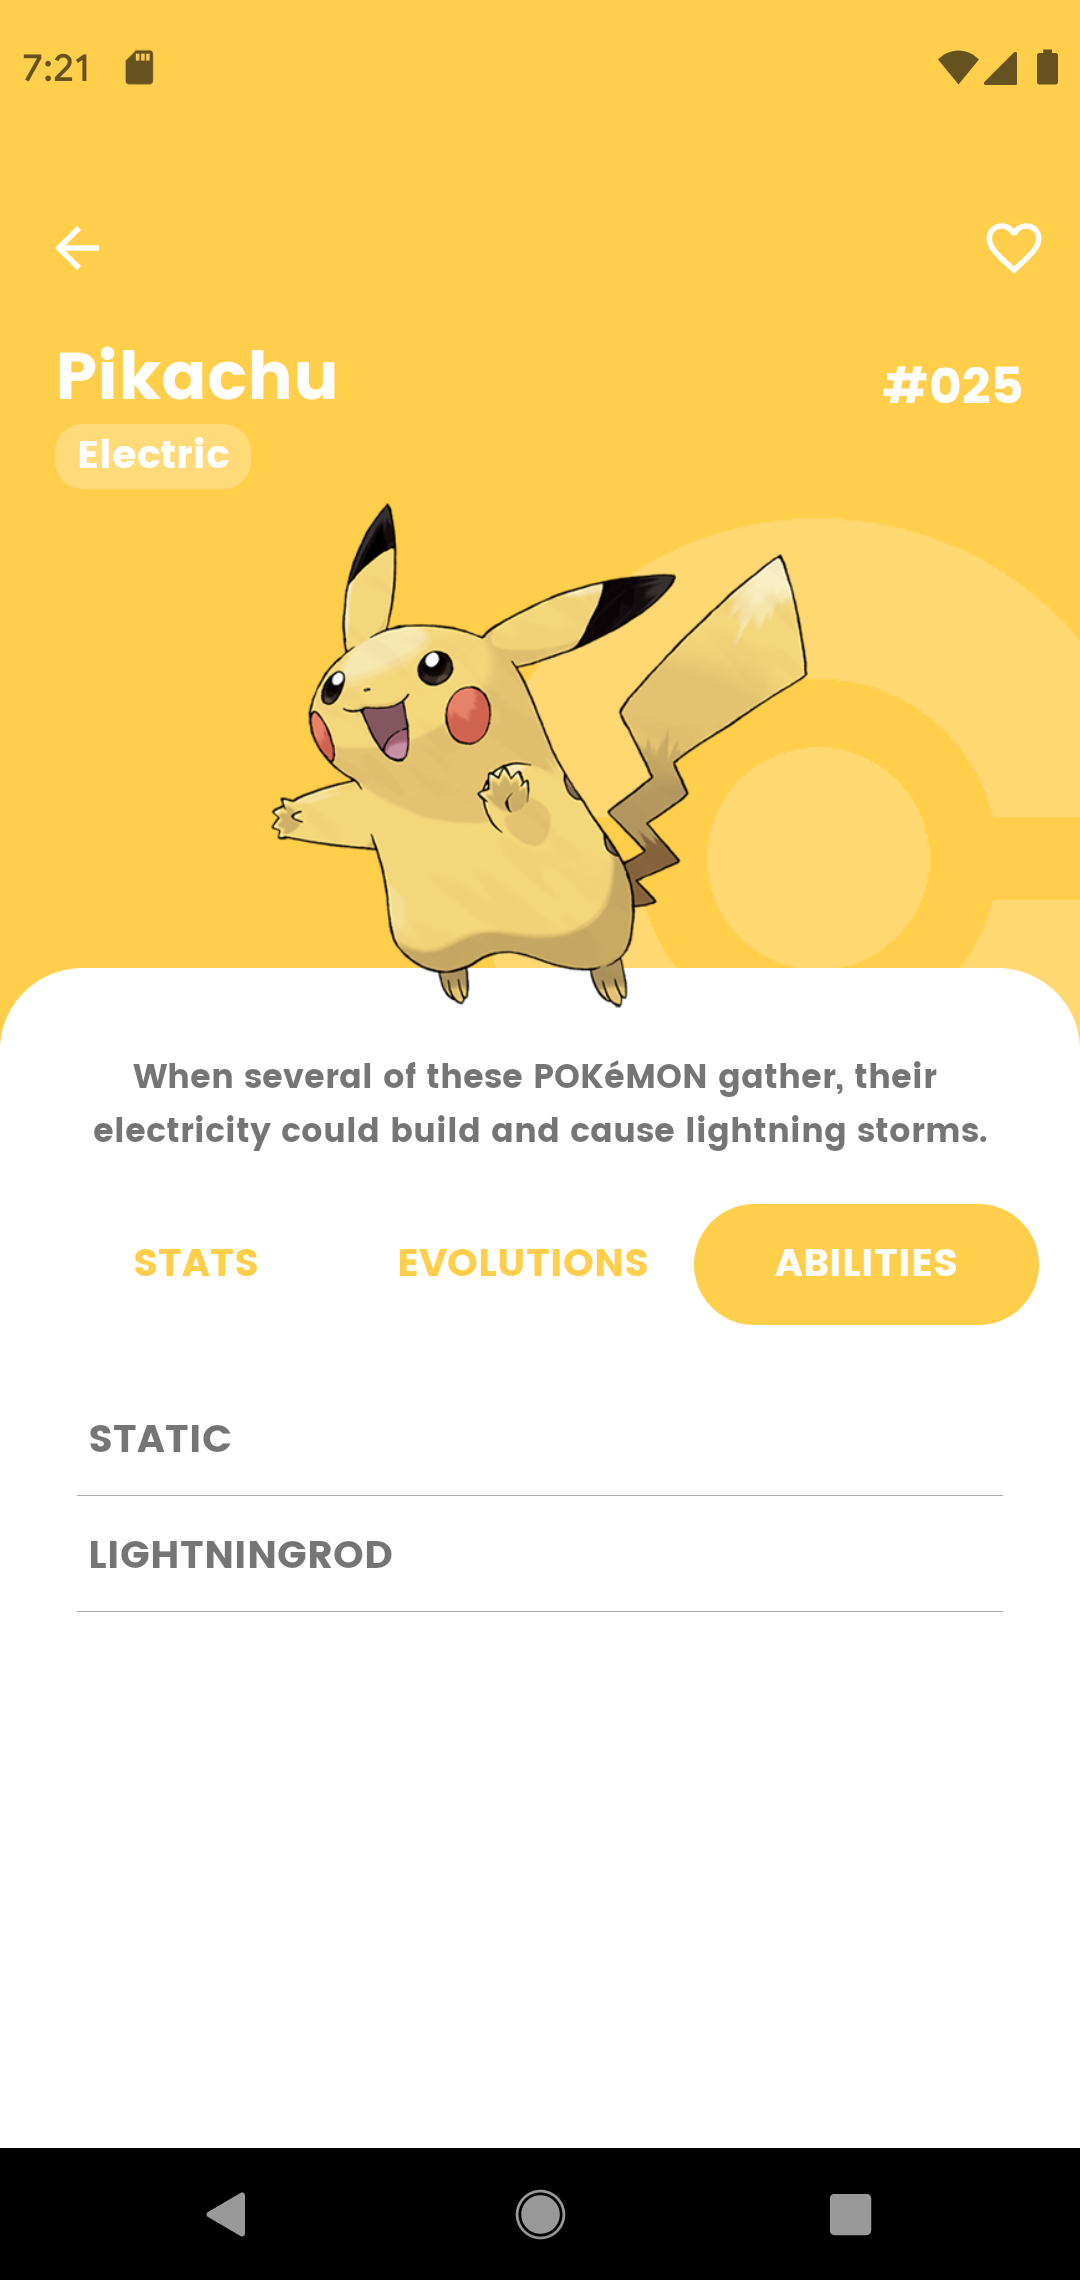 7:21
Pikachu
#025
Electric
When several of these POKéMON gather, their
electricity could build and cause lightning storms.
STATS
EVOLUTIONS
ABILITIES
STATIC
LIGHTNINGROD